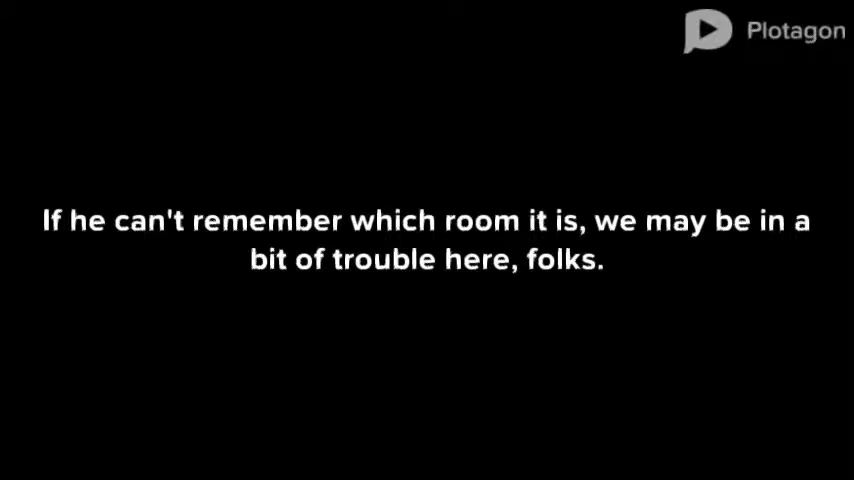 Plotagon
If he can't remember which room it is, we may be in a
bit of trouble here, folks.